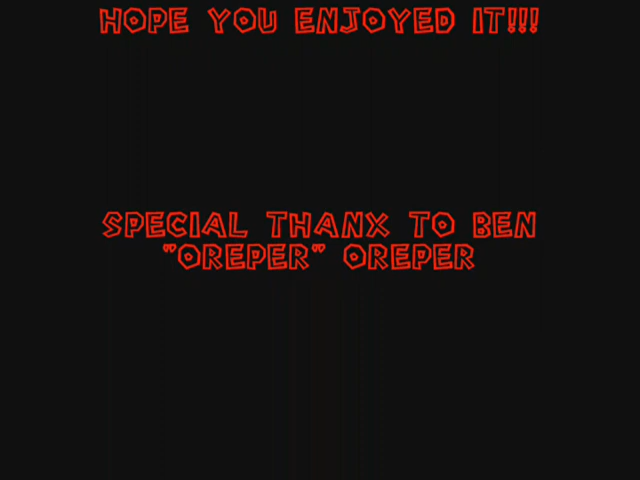 HOPE YOU ENJOYED IT!!!
SPECIAL THANX TO BEN
"OREPER" OREPER